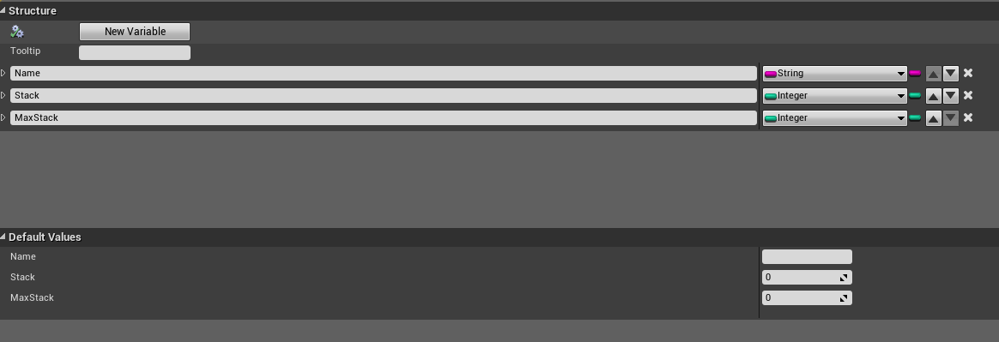 Structure
New Variable
Tooltip
Name String
Stack Integer
MaxStack Integer
Default Values
Name
Stack 0
MaxStack 0